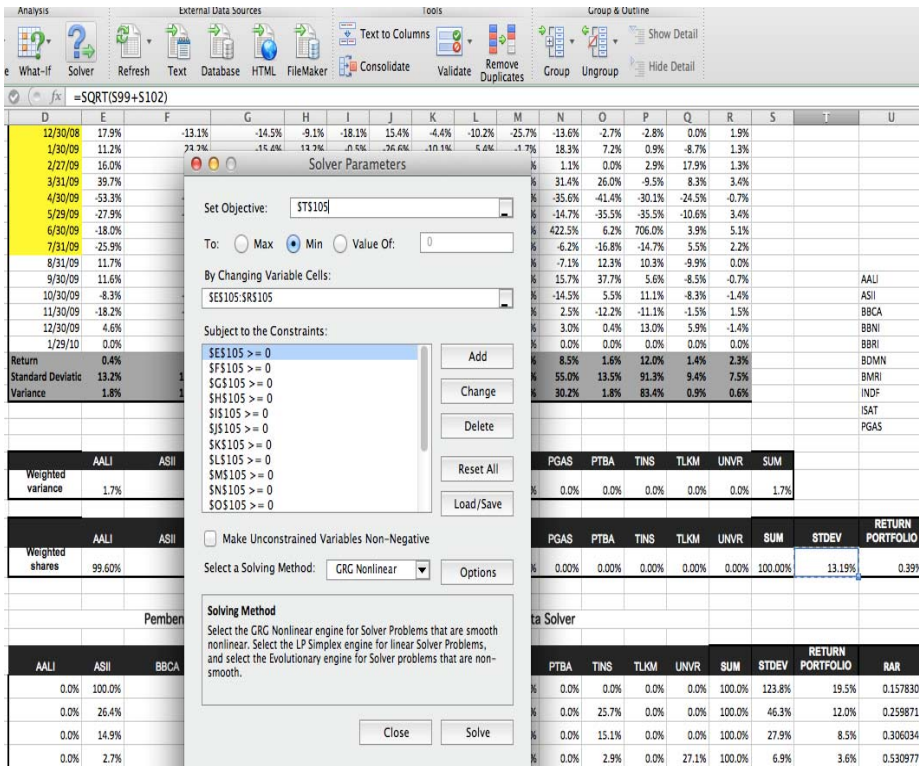 Analysis External Data Sources Tools Group & Outline
e What-If Solver Refresh Text Database HTML FileMaker Text to Columns Consolidate Validate Remove Duplicates Group Ungroup Show Detail Hide Detail
fx =SQRT(S99+S102)
D E F G H I J K L M N O P Q R S T U
12/30/08 17.9% -13.1% -14.5% -9.1% -18.1% 15.4% -4.4% -10.2% -25.7% -13.6% -2.7% -2.8% 0.0% 1.9%
1/30/09 11.2% 23.2% -15.4% 13.2% -0.5% -26.6% -10.1% 5.4% -1.7% 18.3% 7.2% 0.9% -8.7% 1.3%
2/27/09 16.0% % 1.1% 0.0% 2.9% 17.9% 1.3%
3/31/09 39.7% % 31.4% 26.0% -9.5% 8.3% 3.4%
4/30/09 -53.3% % -35.6% -41.4% -30.1% -24.5% -0.7%
5/29/09 -27.9% % -14.7% -35.5% -35.5% -10.6% 3.4%
6/30/09 -18.0% % 422.5% 6.2% 706.0% 3.9% 5.1%
7/31/09 -25.9% % -6.2% -16.8% -14.7% 5.5% 2.2%
8/31/09 11.7% % -7.1% 12.3% 10.3% -9.9% 0.0%
9/30/09 11.6% % 15.7% 37.7% 5.6% -8.5% -0.7% AALI
10/30/09 -8.3% % -14.5% 5.5% 11.1% -8.3% -1.4% ASII
11/30/09 -18.2% % 2.5% -12.2% -11.1% -1.5% 1.5% BBCA
12/30/09 4.6% % 3.0% 0.4% 13.0% 5.9% -1.4% BBNI
1/29/10 0.0% % 0.0% 0.0% 0.0% 0.0% 0.0% BBRI
Return 0.4% % 8.5% 1.6% 12.0% 1.4% 2.3% BDMN
Standard Deviatic 13.2% 1 % 55.0% 13.5% 91.3% 9.4% 7.5% BMRI
Variance 1.8% 1 % 30.2% 1.8% 83.4% 0.9% 0.6% INDF
ISAT
PGAS
AALI ASII PGAS PTBA TINS TLKM UNVR SUM
Weighted variance 1.7% % 0.0% 0.0% 0.0% 0.0% 0.0% 1.7%
AALI ASII PGAS PTBA TINS TLKM UNVR SUM STDEV RETURN PORTFOLIO
Weighted shares 99.60% % 0.00% 0.00% 0.00% 0.00% 0.00% 100.00% 13.19% 0.39%
Pemben ta Solver
AALI ASII BBCA PTBA TINS TLKM UNVR SUM STDEV RETURN PORTFOLIO RAR
0.0% 100.0% % 0.0% 0.0% 0.0% 0.0% 100.0% 123.8% 19.5% 0.157830
0.0% 26.4% % 0.0% 25.7% 0.0% 0.0% 100.0% 46.3% 12.0% 0.259871
0.0% 14.9% % 0.0% 15.1% 0.0% 0.0% 100.0% 27.9% 8.5% 0.306034
0.0% 2.7% % 0.0% 2.9% 0.0% 27.1% 100.0% 6.9% 3.6% 0.530977
Solver Parameters
Set Objective: $T$105
To: Max Min Value Of: 0
By Changing Variable Cells:
$E$105:$R$105
Subject to the Constraints:
$E$105 >= 0
$F$105 >= 0
$G$105 >= 0
$H$105 >= 0
$I$105 >= 0
$J$105 >= 0
$K$105 >= 0
$L$105 >= 0
$M$105 >= 0
$N$105 >= 0
$O$105 >= 0
Add
Change
Delete
Reset All
Load/Save
Make Unconstrained Variables Non-Negative
Select a Solving Method: GRG Nonlinear Options
Solving Method
Select the GRG Nonlinear engine for Solver Problems that are smooth
nonlinear. Select the LP Simplex engine for linear Solver Problems,
and select the Evolutionary engine for Solver problems that are non-
smooth.
Close Solve